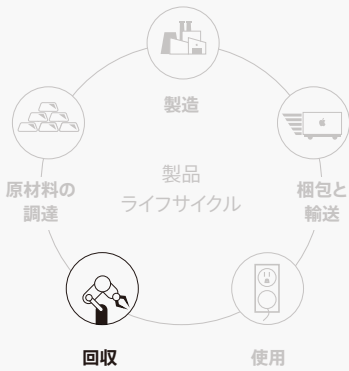 製造
原材料の
調達
製品
ライフサイクル
梱包と
輸送
回収
使用